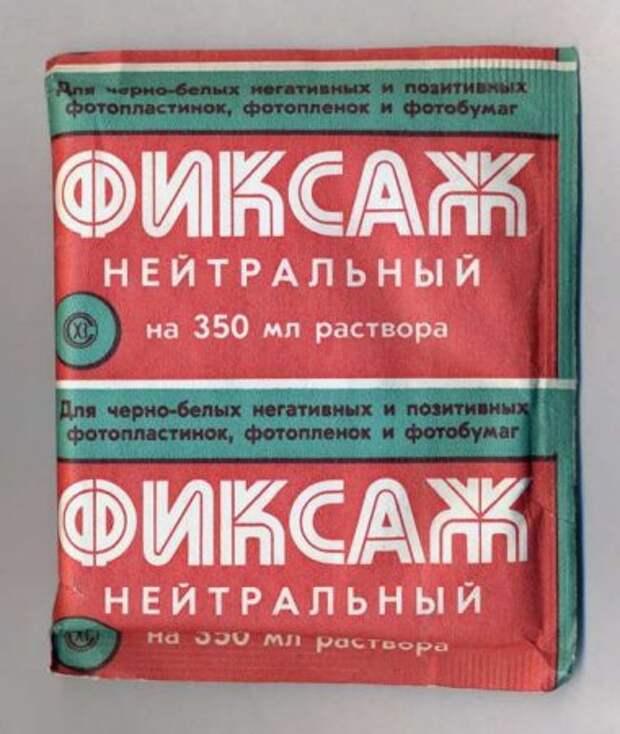 Для черно-белых негативных и позитивных
фотопластинок, фотопленок и фотобумаг
ФИКСАЖ
НЕЙТРАЛЬНЫЙ
на 350 мл раствора
Для черно-белых негативных и позитивных
фотопластинок, фотопленок и фотобумаг
ФИКСАЖ
НЕЙТРАЛЬНЫЙ
на 350 мл раствора